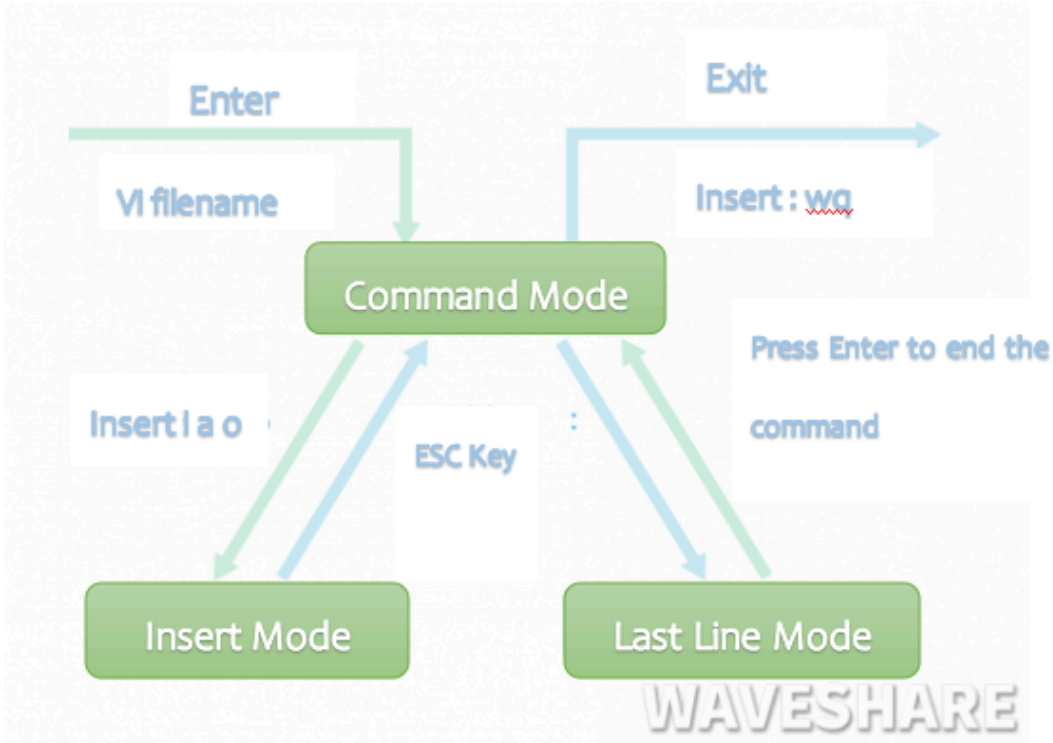 Enter
Exit
VI filename
Insert : wq
Command Mode
Press Enter to end the
command
Insert i a o
:
ESC Key
Insert Mode
Last Line Mode
WAVESHARE